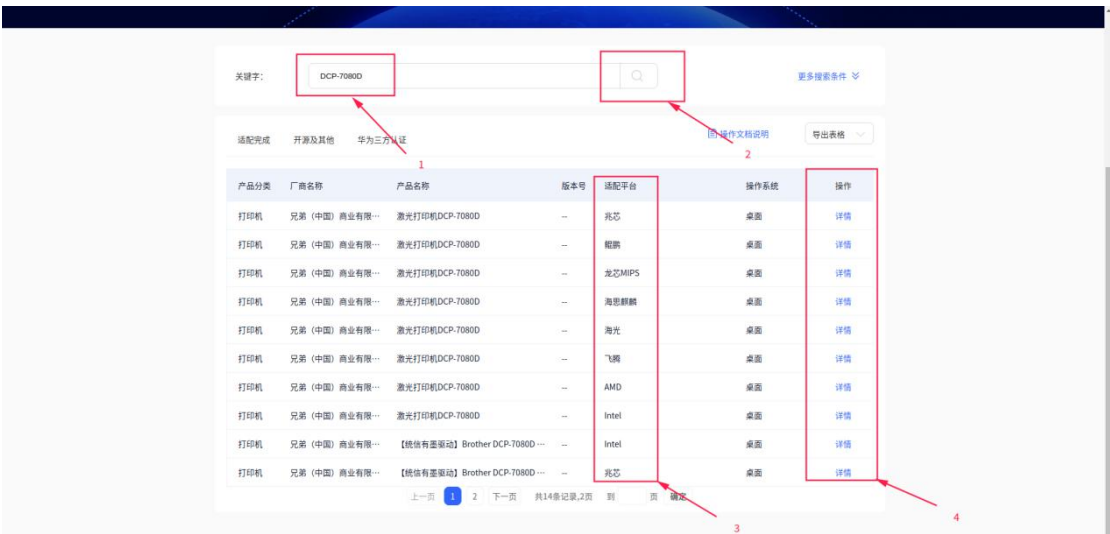 关键字： DCP-7080D 更多搜索条件
1
2
适配完成 开源及其他 华为三方认证 操作文档说明 导出表格
产品分类 厂商名称 产品名称 版本号 适配平台 操作系统 操作
打印机 兄弟（中国）商业有限… 激光打印机DCP-7080D -- 兆芯 桌面 详情
打印机 兄弟（中国）商业有限… 激光打印机DCP-7080D -- 鲲鹏 桌面 详情
打印机 兄弟（中国）商业有限… 激光打印机DCP-7080D -- 龙芯MIPS 桌面 详情
打印机 兄弟（中国）商业有限… 激光打印机DCP-7080D -- 海思麒麟 桌面 详情
打印机 兄弟（中国）商业有限… 激光打印机DCP-7080D -- 海光 桌面 详情
打印机 兄弟（中国）商业有限… 激光打印机DCP-7080D -- 飞腾 桌面 详情
打印机 兄弟（中国）商业有限… 激光打印机DCP-7080D -- AMD 桌面 详情
打印机 兄弟（中国）商业有限… 激光打印机DCP-7080D -- Intel 桌面 详情
打印机 兄弟（中国）商业有限… 【统信有墨驱动】Brother DCP-7080D … -- Intel 桌面 详情
打印机 兄弟（中国）商业有限… 【统信有墨驱动】Brother DCP-7080D … -- 兆芯 桌面 详情
上一页 1 2 下一页 共14条记录,2页 到 页 确定
3
4